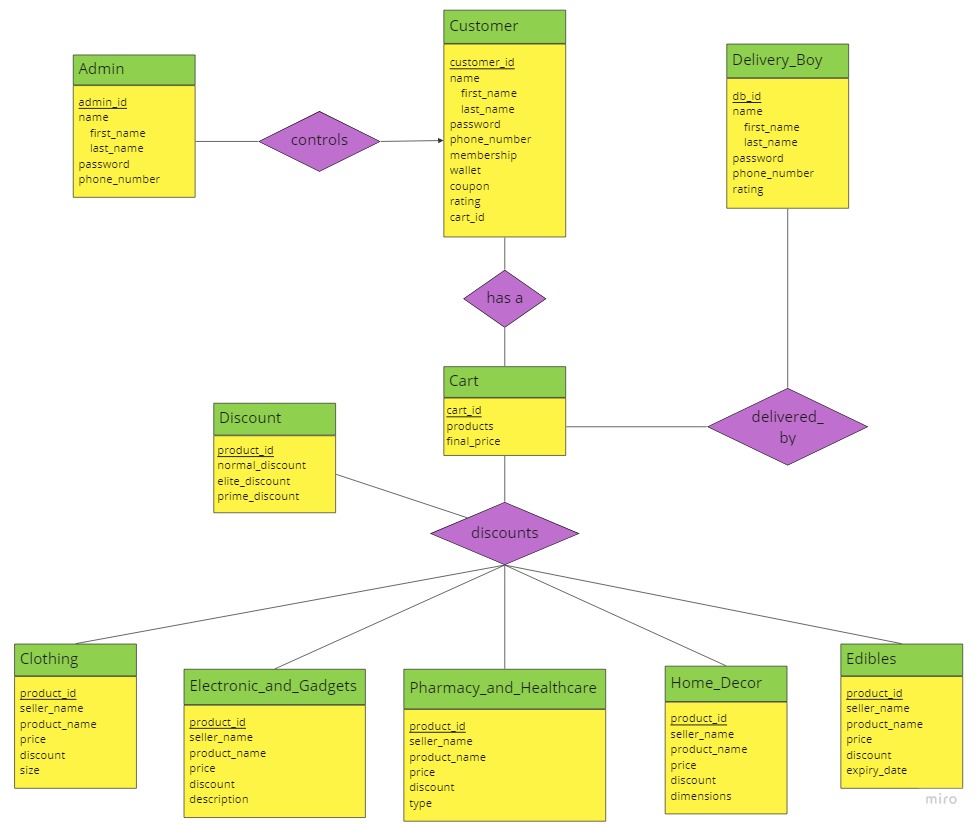 Customer
customer_id
name
first_name
last_name
password
phone_number
membership
wallet
coupon
rating
cart_id
Admin
admin_id
name
first_name
last_name
password
phone_number
controls
Delivery_Boy
db_id
name
first_name
last_name
password
phone_number
rating
has a
Cart
cart_id
products
final_price
delivered_
by
Discount
product_id
normal_discount
elite_discount
prime_discount
discounts
Clothing
product_id
seller_name
product_name
price
discount
size
Electronic_and_Gadgets
product_id
seller_name
product_name
price
discount
description
Pharmacy_and_Healthcare
product_id
seller_name
product_name
price
discount
type
Home_Decor
product_id
seller_name
product_name
price
discount
dimensions
Edibles
product_id
seller_name
product_name
price
discount
expiry_date
miro